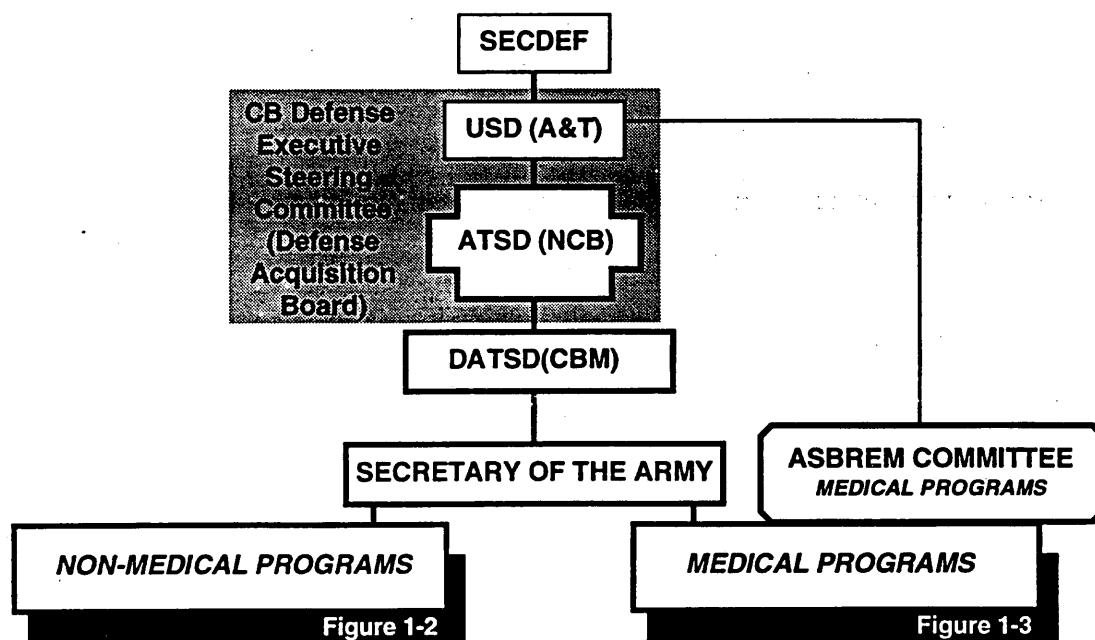 SECDEF
CB Defense
Executive
Steering
Committee
(Defense
Acquisition
Board)
USD (A&T)
ATSD (NCB)
DATSD(CBM)
SECRETARY OF THE ARMY
ASBREM COMMITTEE
MEDICAL PROGRAMS
NON-MEDICAL PROGRAMS
Figure 1-2
MEDICAL PROGRAMS
Figure 1-3